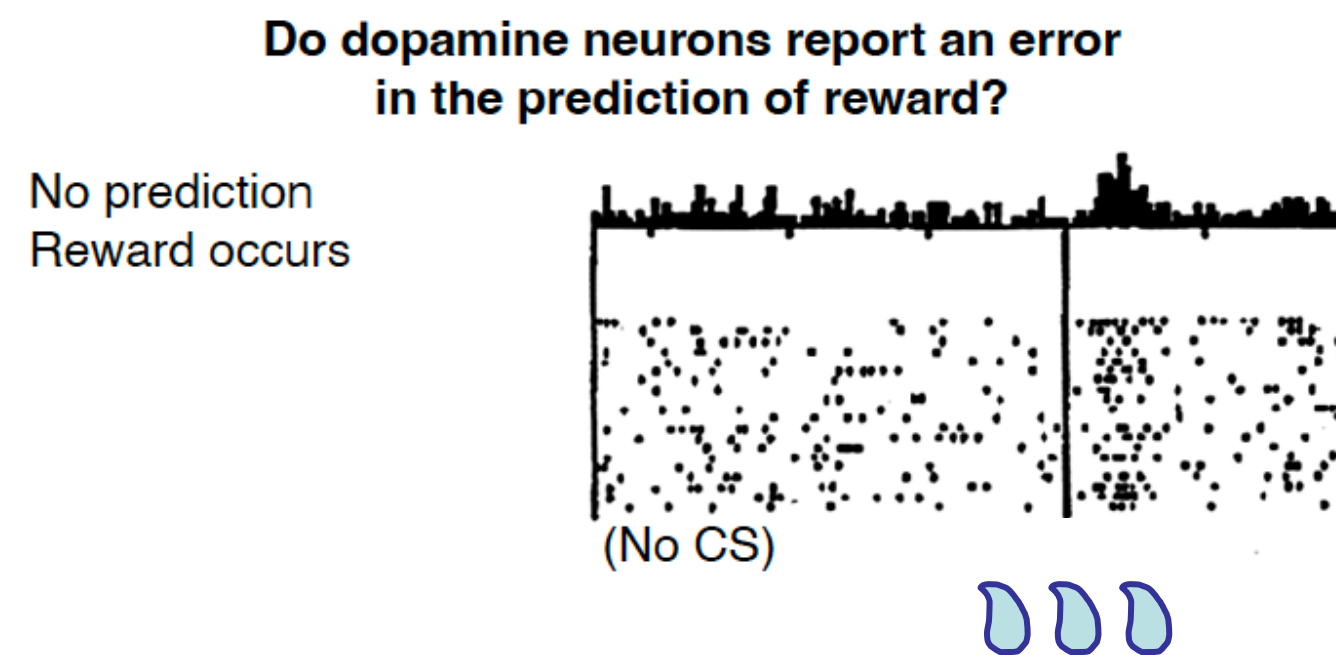 Do dopamine neurons report an error
in the prediction of reward?
No prediction
Reward occurs
(No CS)